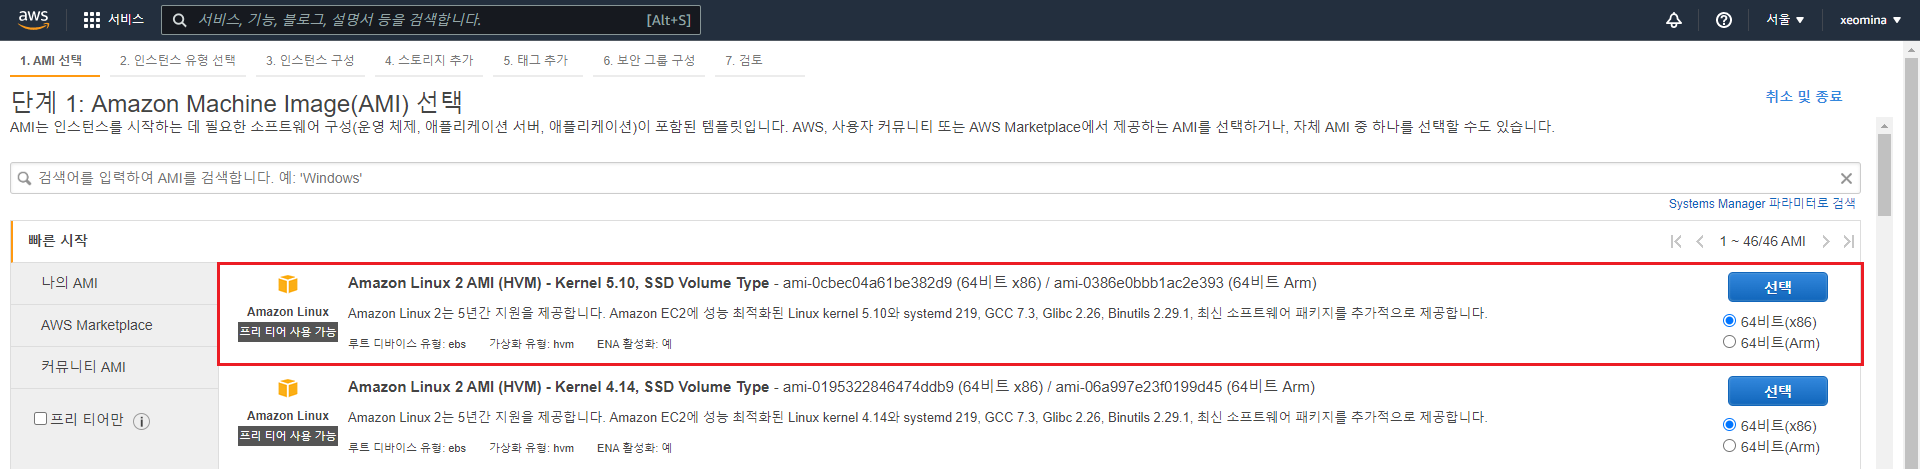 aws 서비스 서비스, 기능, 블로그, 설명서 등을 검색합니다. [Alt+S] 서울 ▼ xeomina ▼
1. AMI 선택 2. 인스턴스 유형 선택 3. 인스턴스 구성 4. 스토리지 추가 5. 태그 추가 6. 보안 그룹 구성 7. 검토
단계 1: Amazon Machine Image(AMI) 선택 취소 및 종료
AMI는 인스턴스를 시작하는 데 필요한 소프트웨어 구성(운영 체제, 애플리케이션 서버, 애플리케이션)이 포함된 템플릿입니다. AWS, 사용자 커뮤니티 또는 AWS Marketplace에서 제공하는 AMI를 선택하거나, 자체 AMI 중 하나를 선택할 수도 있습니다.
검색어를 입력하여 AMI를 검색합니다. 예: 'Windows'
Systems Manager 파라미터로 검색
빠른 시작 1 ~ 46/46 AMI
나의 AMI
AWS Marketplace
커뮤니티 AMI
프리 티어만
Amazon Linux 2 AMI (HVM) - Kernel 5.10, SSD Volume Type - ami-0cbec04a61be382d9 (64비트 x86) / ami-0386e0bbb1ac2e393 (64비트 Arm) 선택
Amazon Linux
프리 티어 사용 가능
Amazon Linux 2는 5년간 지원을 제공합니다. Amazon EC2에 성능 최적화된 Linux kernel 5.10와 systemd 219, GCC 7.3, Glibc 2.26, Binutils 2.29.1, 최신 소프트웨어 패키지를 추가적으로 제공합니다.
루트 디바이스 유형: ebs 가상화 유형: hvm ENA 활성화: 예
64비트(x86)
64비트(Arm)
Amazon Linux 2 AMI (HVM) - Kernel 4.14, SSD Volume Type - ami-0195322846474ddb9 (64비트 x86) / ami-06a997e23f0199d45 (64비트 Arm) 선택
Amazon Linux
프리 티어 사용 가능
Amazon Linux 2는 5년간 지원을 제공합니다. Amazon EC2에 성능 최적화된 Linux kernel 4.14와 systemd 219, GCC 7.3, Glibc 2.26, Binutils 2.29.1, 최신 소프트웨어 패키지를 추가적으로 제공합니다.
루트 디바이스 유형: ebs 가상화 유형: hvm ENA 활성화: 예
64비트(x86)
64비트(Arm)